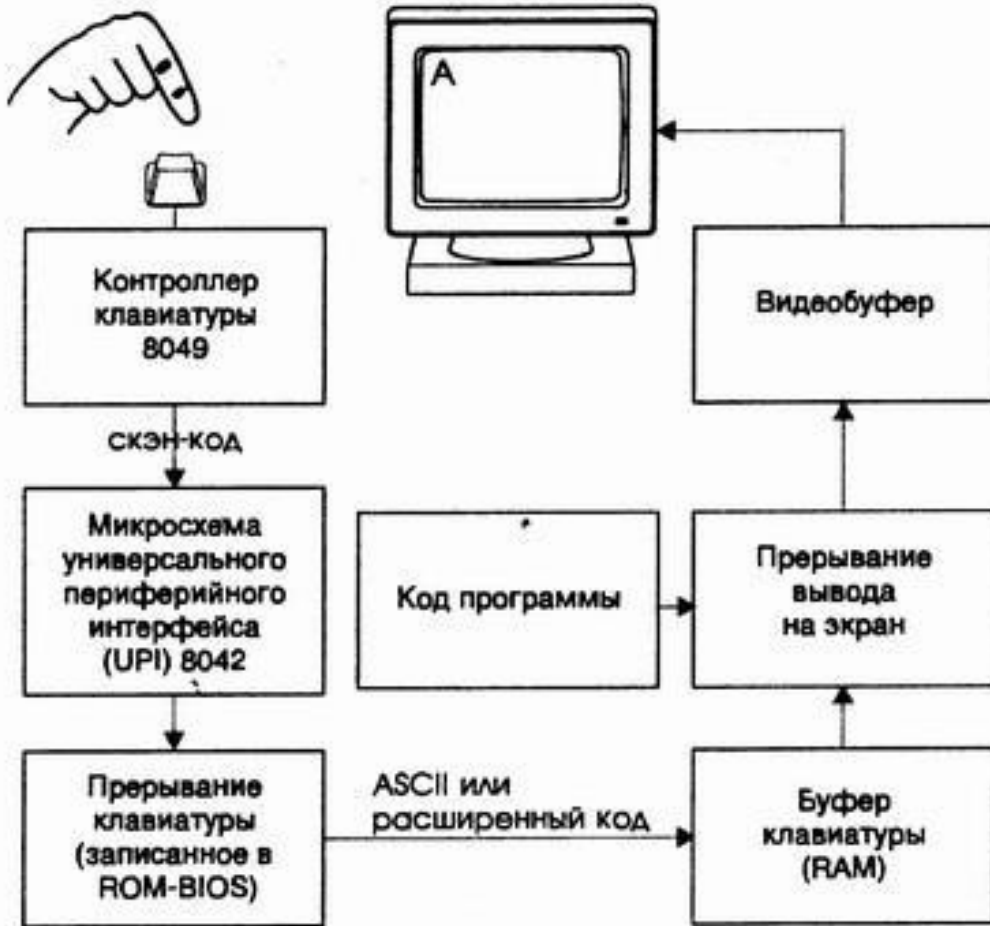 А
Контроллер
клавиатуры
8049
Видеобуфер
скэн-код
Микросхема
универсального
периферийного
интерфейса
(UPI) 8042
Код программы
Прерывание
вывода
на экран
Прерывание
клавиатуры
(записанное в
ROM-BIOS)
ASCII или
расширенный код
Буфер
клавиатуры
(RAM)